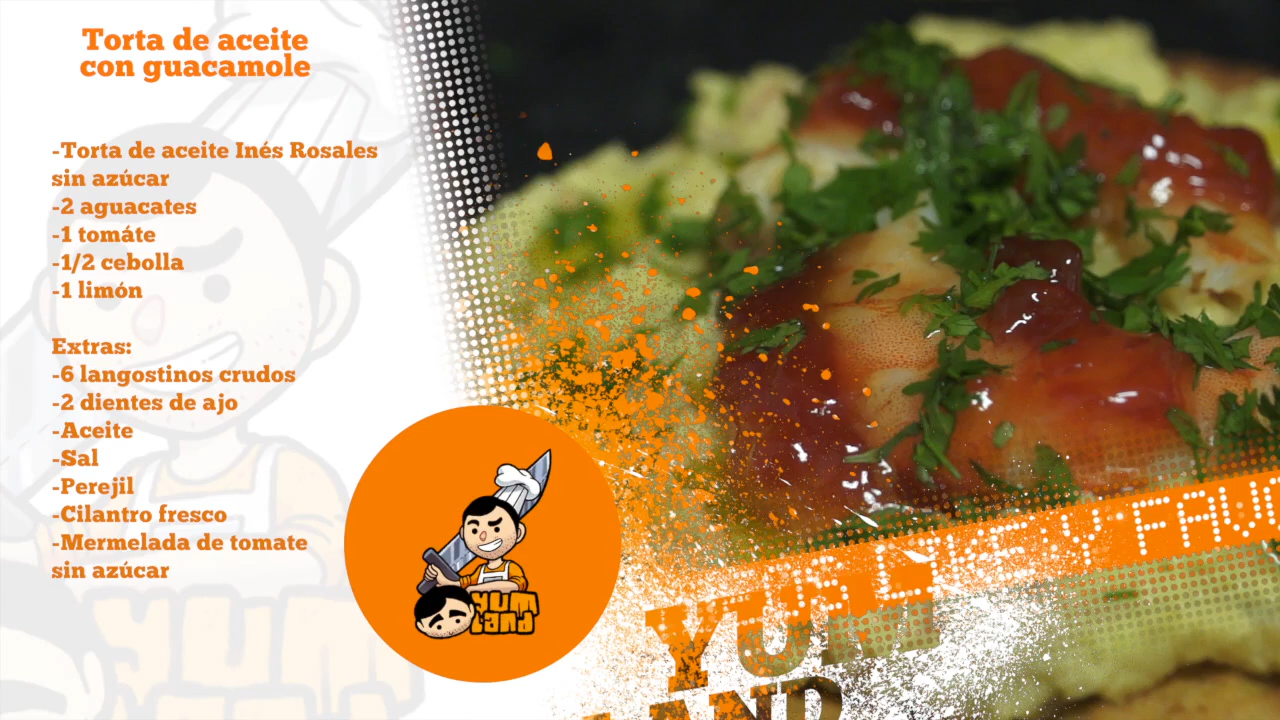 Torta de aceite
con guacamole
-Torta de aceite Inés Rosales
sin azúcar
-2 aguacates
-1 tomáte
-1/2 cebolla
-1 limón
Extras:
-6 langostinos crudos
-2 dientes de ajo
-Aceite
-Sal
-Perejil
-Cilantro fresco
-Mermelada de tomate
sin azúcar
YUM
LAND
YUM
LAND